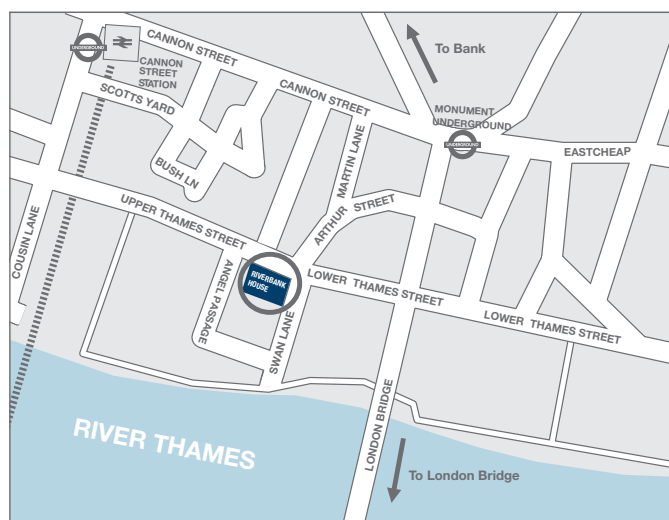 UNDERGROUND
CANNON STREET
CANNON
STREET
STATION
To Bank
CANNON STREET
MONUMENT
UNDERGROUND
UNDERGROUND
EASTCHEAP
SCOTTS YARD
BUSH LN
MARTIN LANE
ARTHUR STREET
UPPER THAMES STREET
COUSIN LANE
ANGEL PASSAGE
RIVERBANK
HOUSE
LOWER THAMES STREET
LOWER THAMES STREET
SWAN LANE
LONDON BRIDGE
RIVER THAMES
To London Bridge